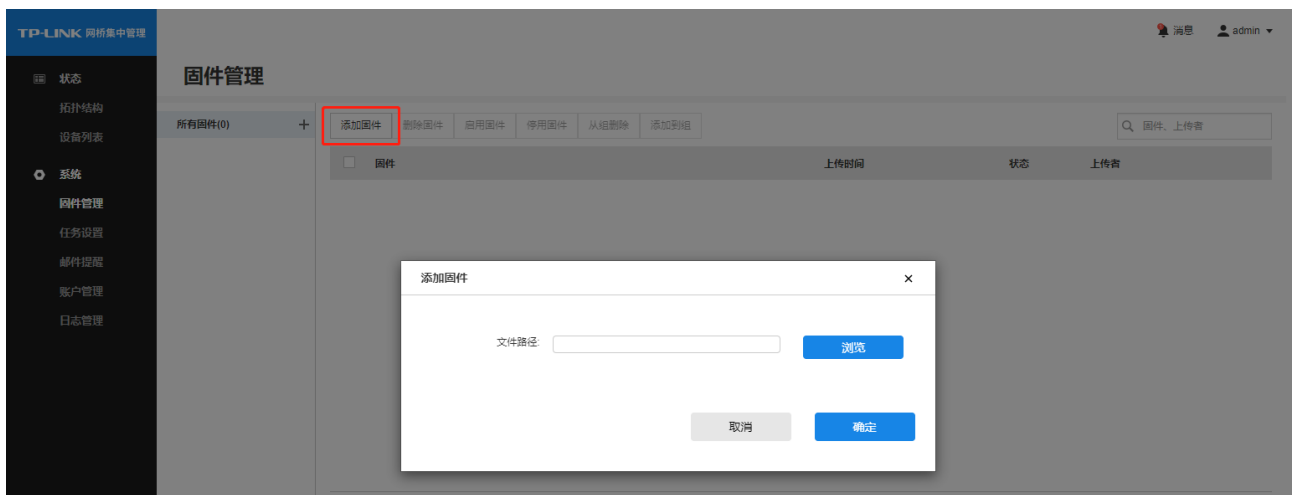 TP-LINK 网桥集中管理
消息
admin
状态
拓扑结构
设备列表
系统
固件管理
任务设置
邮件提醒
账户管理
日志管理
固件管理
所有固件(0)
添加固件 删除固件 启用固件 停用固件 从组删除 添加到组
固件、上传者
固件 上传时间 状态 上传者
添加固件
文件路径:
浏览
取消 确定